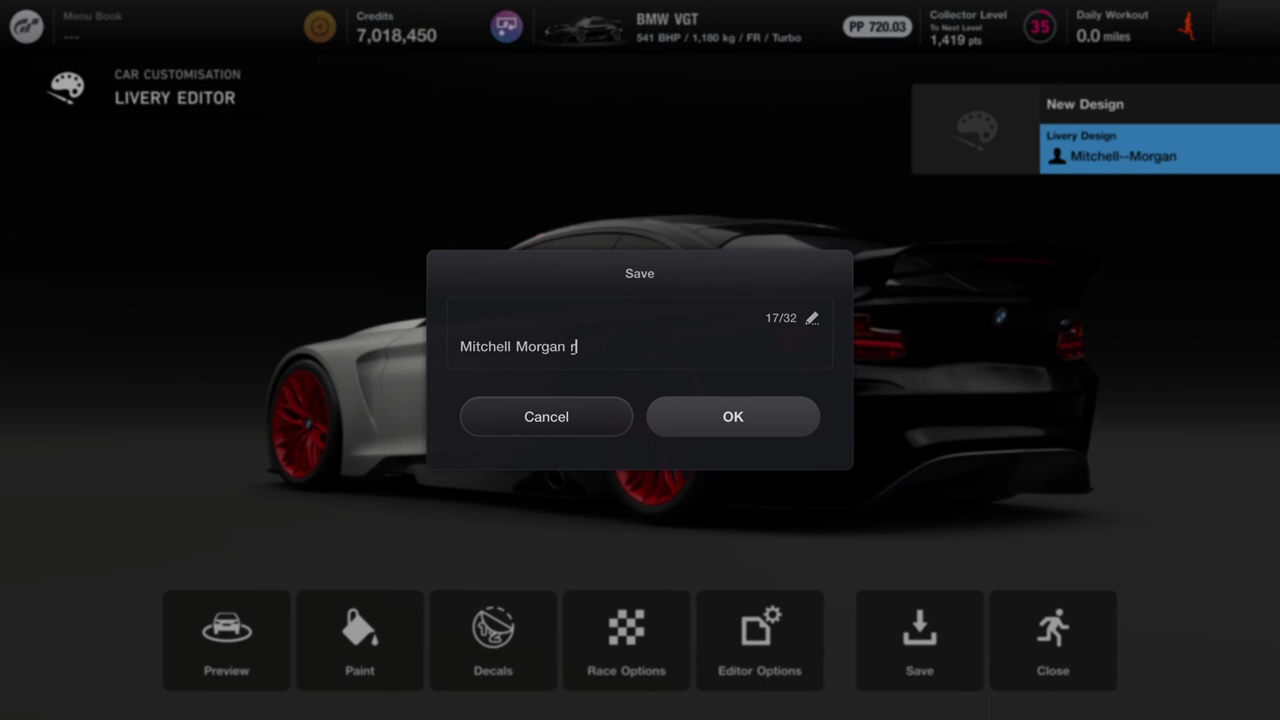 Menu Book
---
Credits
7,018,450
BMW VGT
541 BHP / 1,180 kg / FR / Turbo
PP 720.03
Collector Level
To Next Level
1,419 pts
35
Daily Workout
0.0 miles
CAR CUSTOMISATION
LIVERY EDITOR
New Design
Livery Design
Mitchell--Morgan
Save
17/32
Mitchell Morgan r
Cancel
OK
Preview
Paint
Decals
Race Options
Editor Options
Save
Close